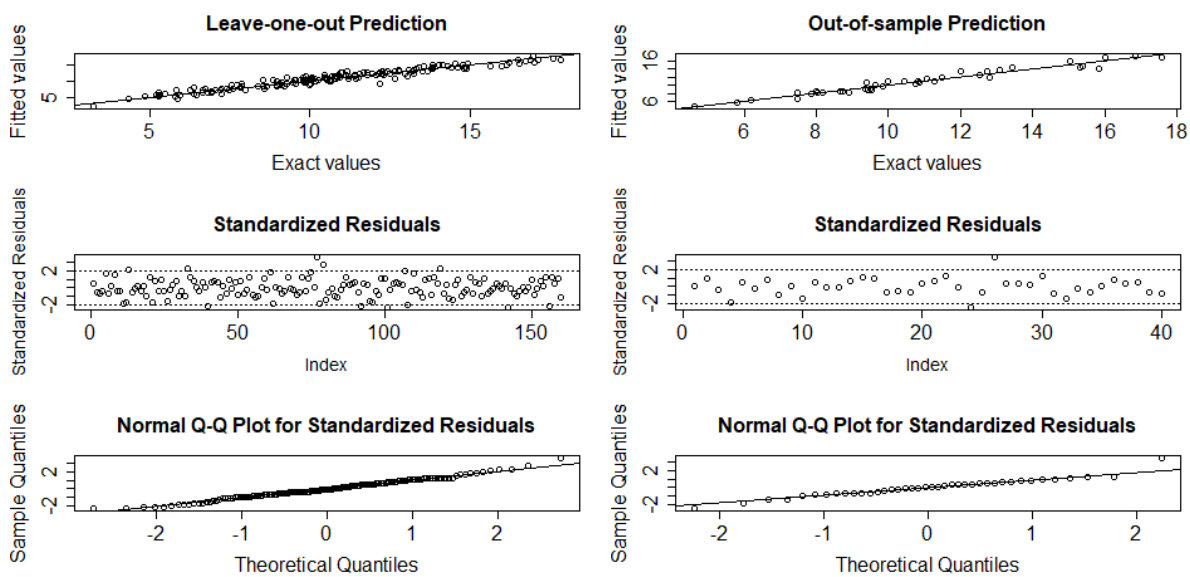 Leave-one-out Prediction
Fitted values
5
5 10 15
Exact values
Out-of-sample Prediction
Fitted values
16
6
6 8 10 12 14 16 18
Exact values
Standardized Residuals
Standardized Residuals
2
-2
0 50 100 150
Index
Standardized Residuals
Standardized Residuals
2
-2
0 10 20 30 40
Index
Normal Q-Q Plot for Standardized Residuals
Sample Quantiles
2
-2
-2 -1 0 1 2
Theoretical Quantiles
Normal Q-Q Plot for Standardized Residuals
Sample Quantiles
2
-2
-2 -1 0 1 2
Theoretical Quantiles